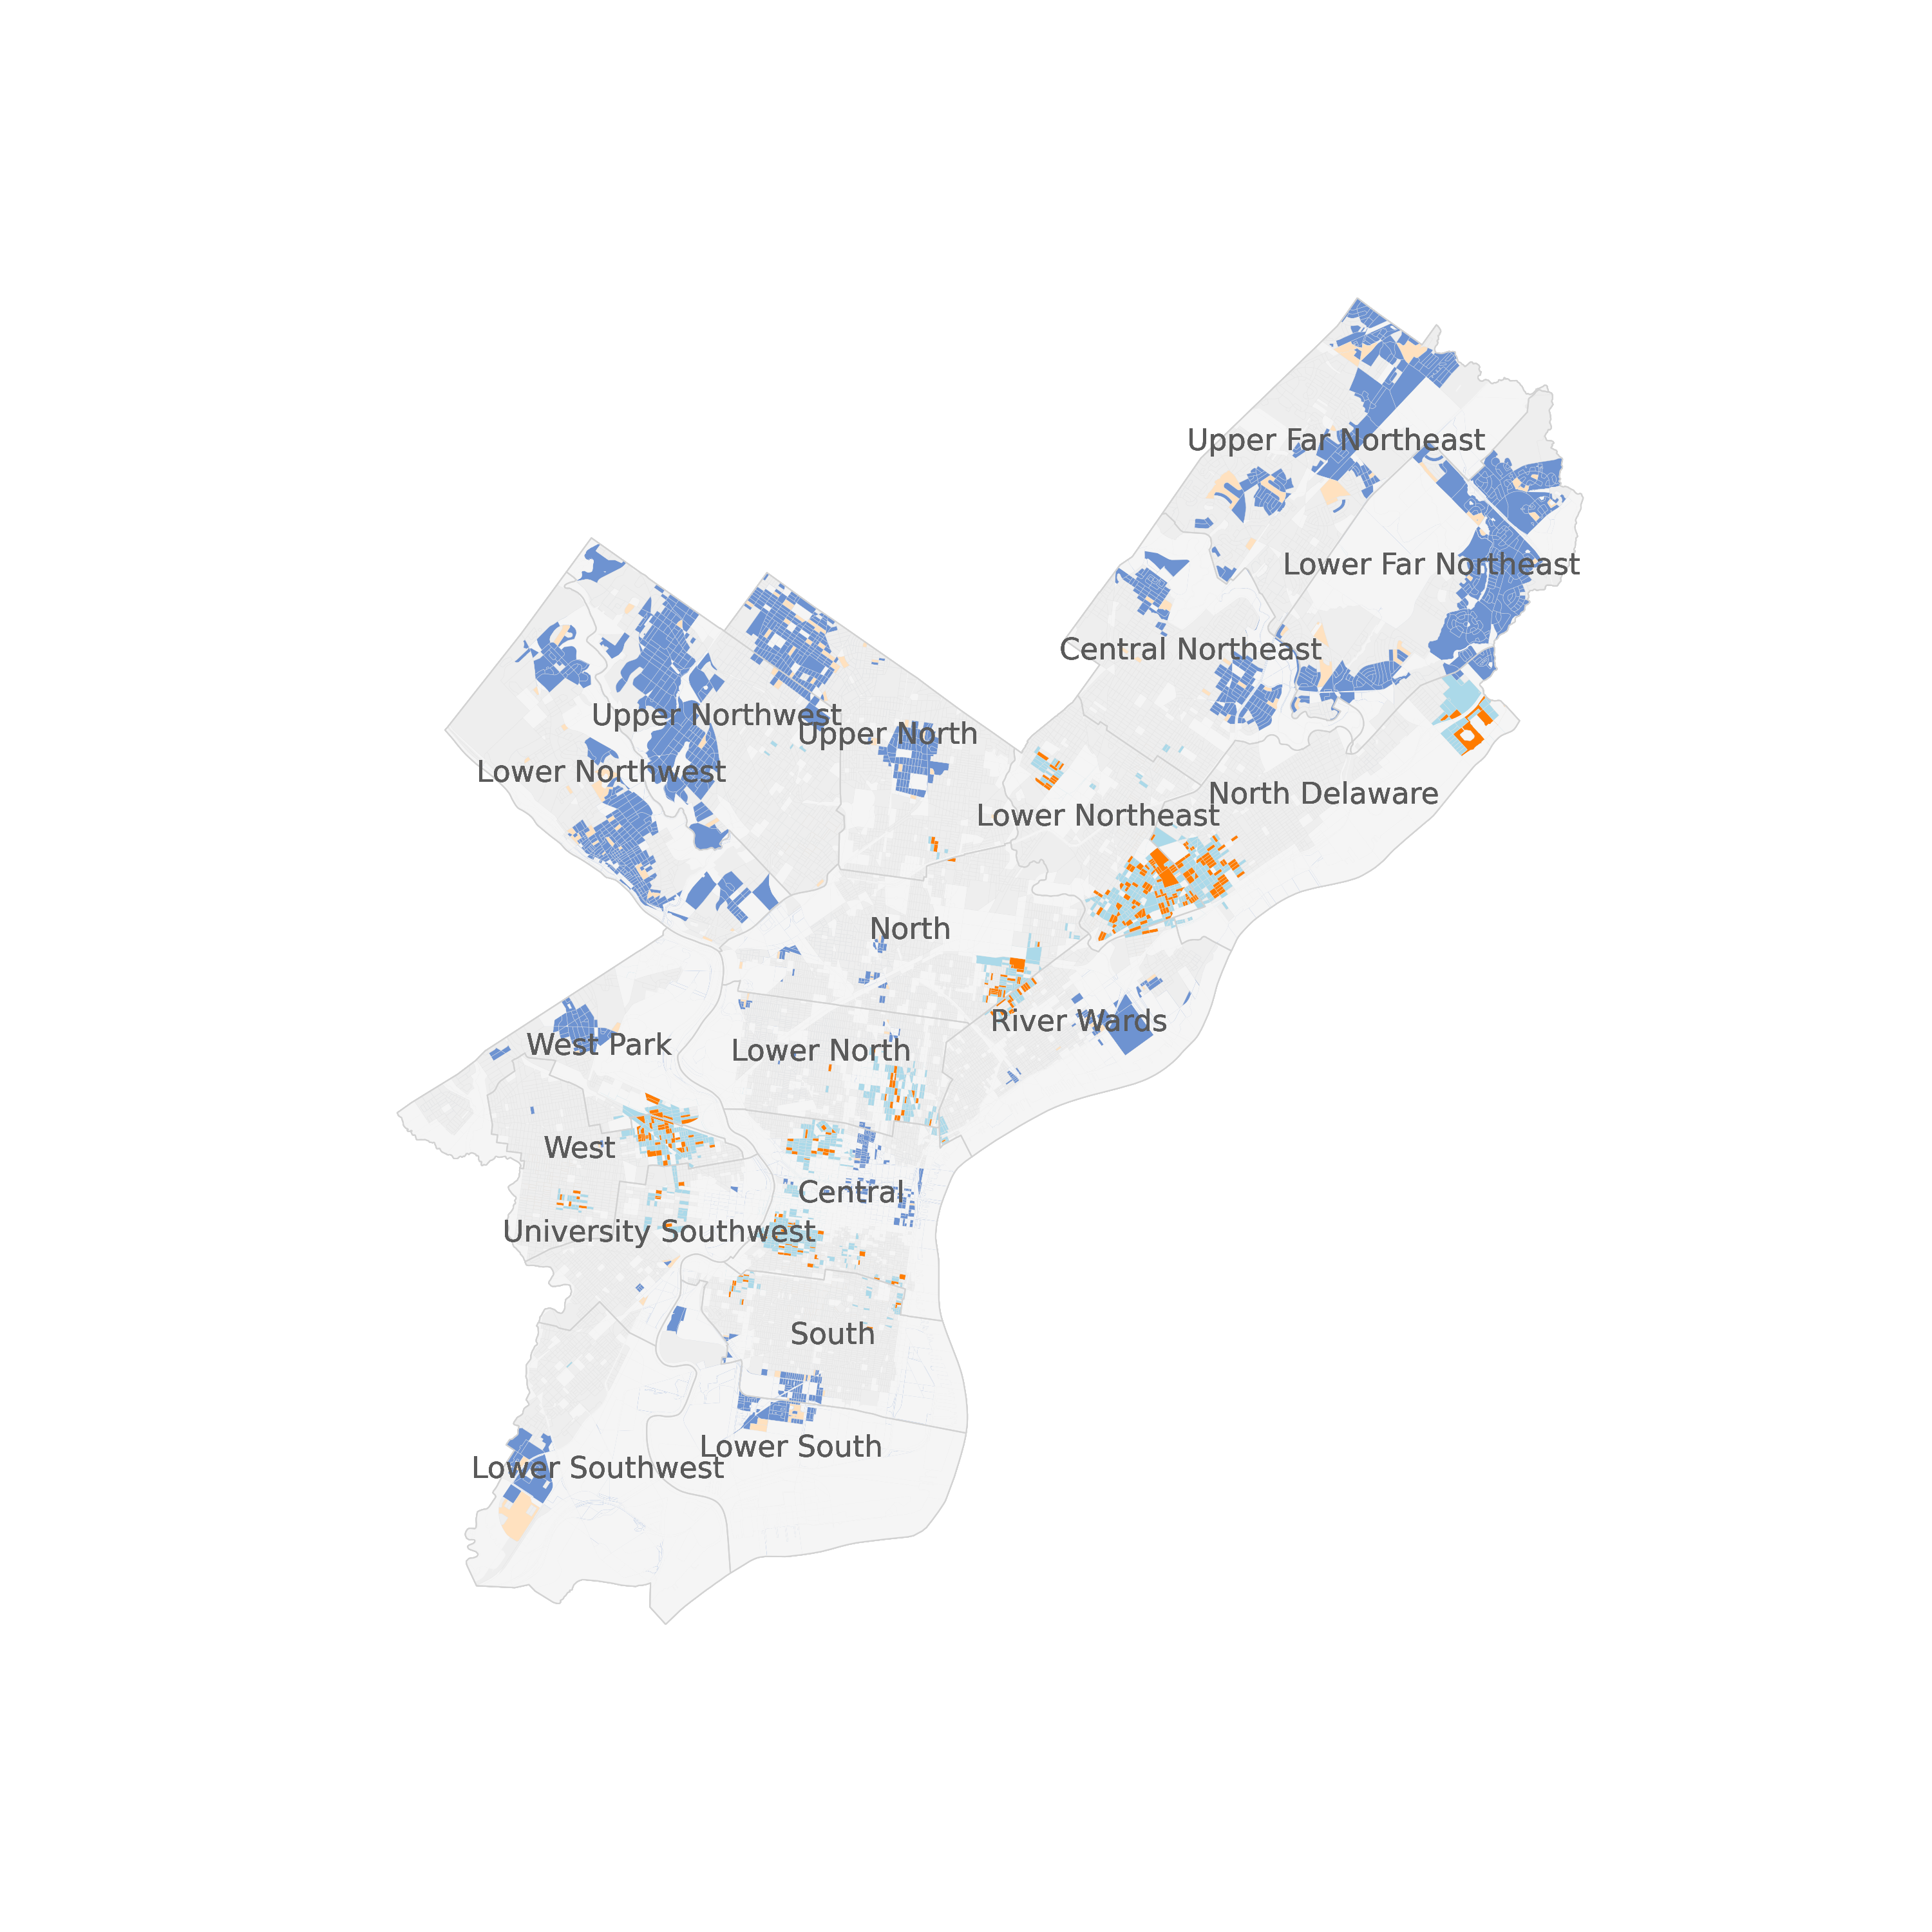 Upper Far Northeast
Lower Far Northeast
Central Northeast
Upper Northwest
Upper North
Lower Northwest
North Delaware
Lower Northeast
North
River Wards
West Park
Lower North
West
Central
University Southwest
South
Lower South
Lower Southwest